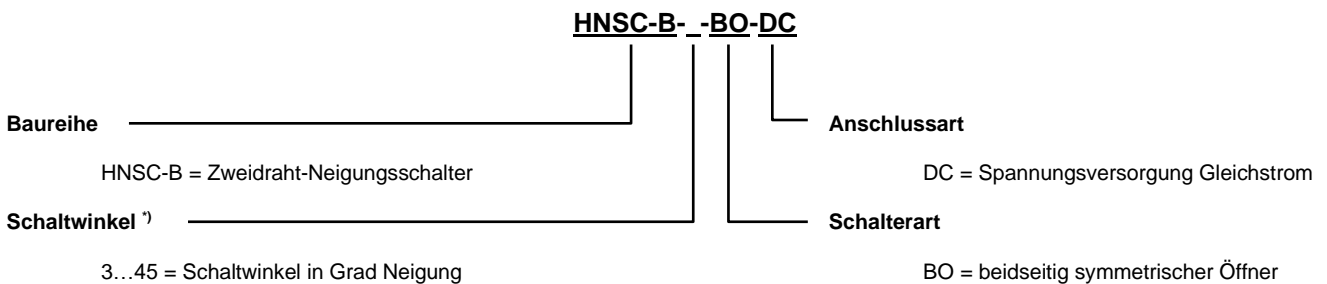 HNSC-B-_-BO-DC
Baureihe
HNSC-B = Zweidraht-Neigungsschalter
Schaltwinkel *)
3…45 = Schaltwinkel in Grad Neigung
Anschlussart
DC = Spannungsversorgung Gleichstrom
Schalterart
BO = beidseitig symmetrischer Öffner